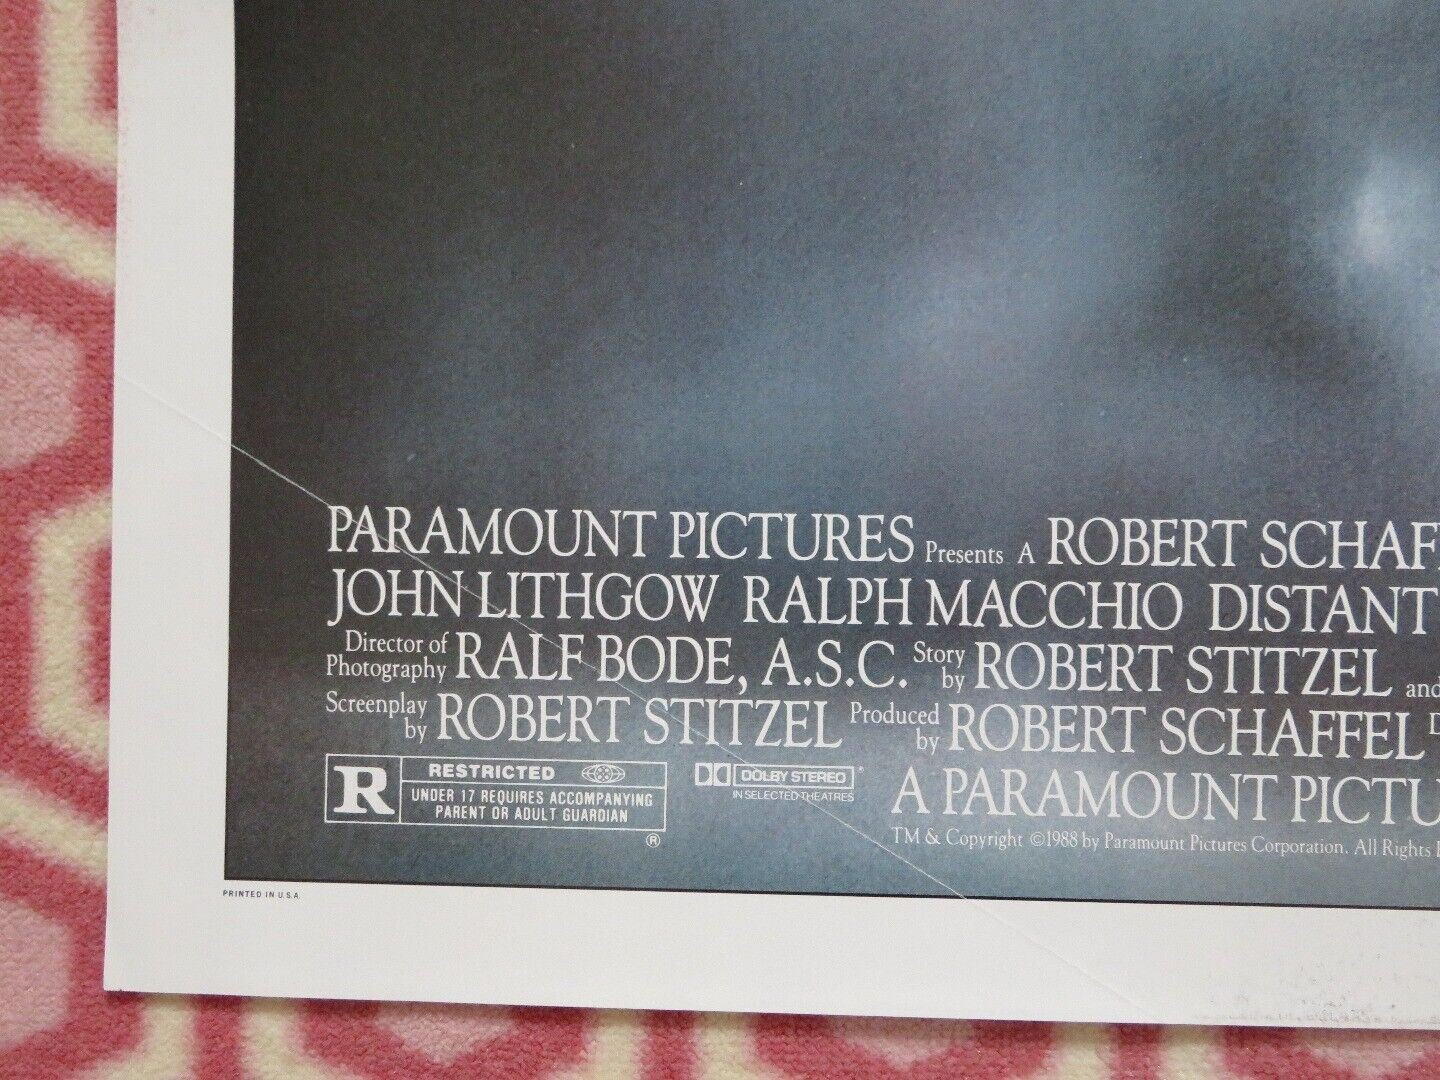 PARAMOUNT PICTURES Presents A ROBERT SCHAF
JOHN LITHGOW RALPH MACCHIO DISTANT
Director of Photography RALF BODE, A.S.C. Story by ROBERT STITZEL and
Screenplay by ROBERT STITZEL Produced by ROBERT SCHAFFEL D
R RESTRICTED
UNDER 17 REQUIRES ACCOMPANYING
PARENT OR ADULT GUARDIAN
®
DOLBY STEREO
IN SELECTED THEATRES
A PARAMOUNT PICTU
TM & Copyright ©1988 by Paramount Pictures Corporation. All Rights
PRINTED IN U.S.A.